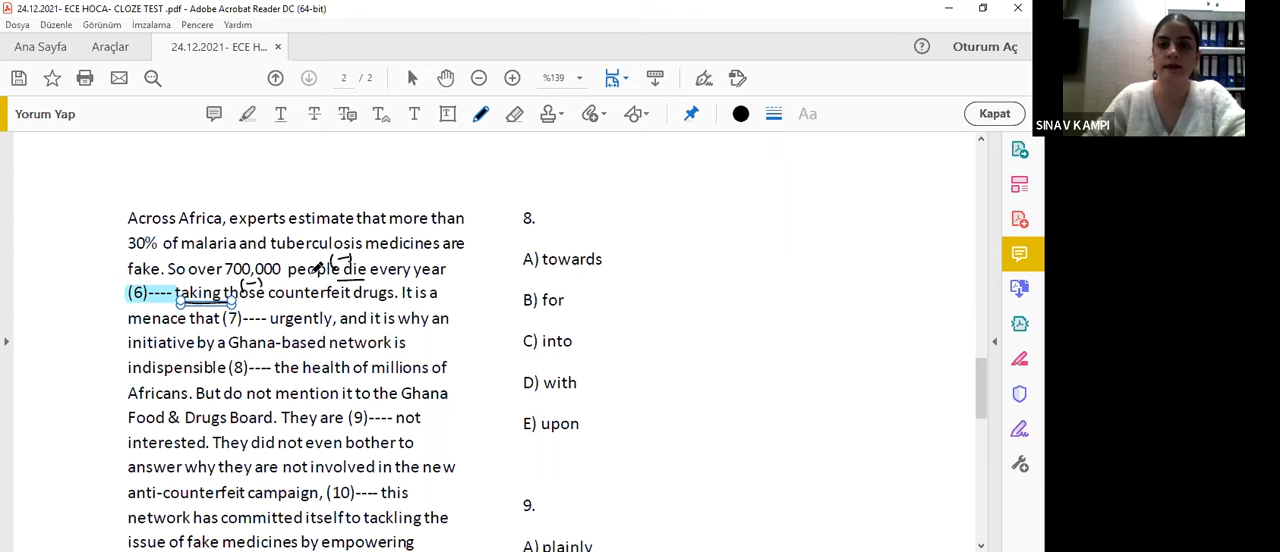 24.12.2021- ECE HOCA- CLOZE TEST .pdf - Adobe Acrobat Reader DC (64-bit)
Dosya Düzenle Görünüm İmzalama Pencere Yardım
Ana Sayfa Araçlar 24.12.2021- ECE H... × Oturum Aç
2 / 2 %139
Yorum Yap Kapat
SINAV KAMPI
Across Africa, experts estimate that more than
30% of malaria and tuberculosis medicines are
fake. So over 700,000 people die every year
(6)---- taking those counterfeit drugs. It is a
menace that (7)---- urgently, and it is why an
initiative by a Ghana-based network is
indispensible (8)---- the health of millions of
Africans. But do not mention it to the Ghana
Food & Drugs Board. They are (9)---- not
interested. They did not even bother to
answer why they are not involved in the new
anti-counterfeit campaign, (10)---- this
network has committed itself to tackling the
issue of fake medicines by empowering
8.
A) towards
B) for
C) into
D) with
E) upon
9.
A) plainly